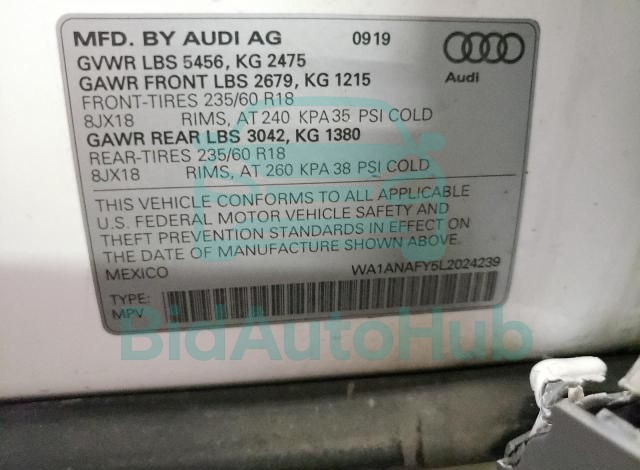 MFD. BY AUDI AG 0919
GVWR LBS 5456, KG 2475
GAWR FRONT LBS 2679, KG 1215
Audi
FRONT-TIRES 235/60 R18
8JX18 RIMS, AT 240 KPA 35 PSI COLD
GAWR REAR LBS 3042, KG 1380
REAR-TIRES 235/60 R18
8JX18 RIMS, AT 260 KPA 38 PSI COLD
THIS VEHICLE CONFORMS TO ALL APPLICABLE
U.S. FEDERAL MOTOR VEHICLE SAFETY AND
THEFT PREVENTION STANDARDS IN EFFECT ON
THE DATE OF MANUFACTURE SHOWN ABOVE.
MEXICO WA1ANAFY5L2024239
TYPE:
MPV
BidAutoHub